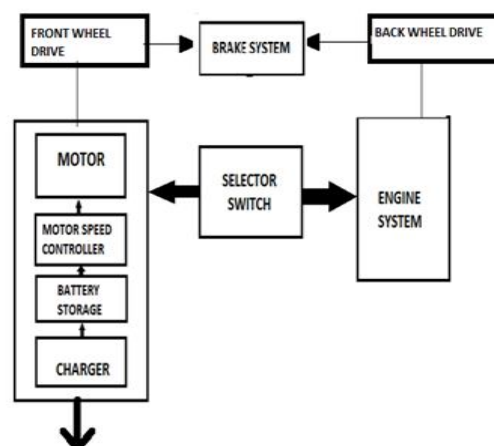 FRONT WHEEL
DRIVE
BRAKE SYSTEM
BACK WHEEL DRIVE
MOTOR
MOTOR SPEED
CONTROLLER
BATTERY
STORAGE
CHARGER
SELECTOR
SWITCH
ENGINE
SYSTEM